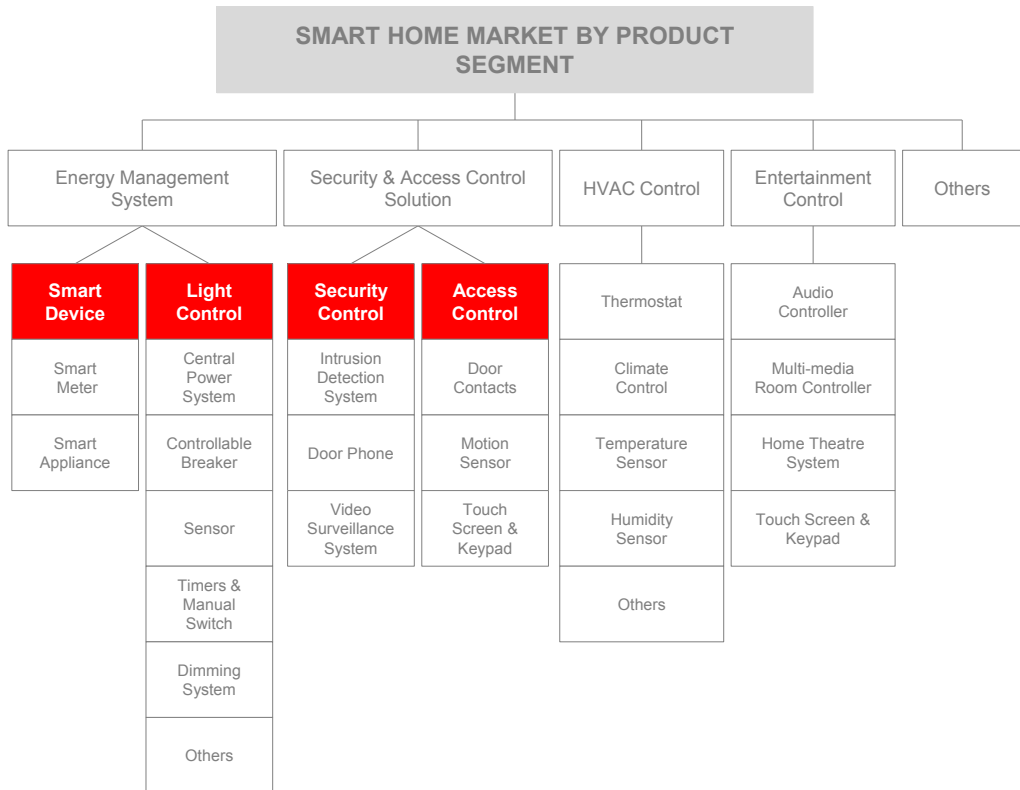 SMART HOME MARKET BY PRODUCT
SEGMENT
Energy Management
System
Security & Access Control
Solution
HVAC Control
Entertainment
Control
Others
Smart
Device
Smart
Meter
Smart
Appliance
Light
Control
Central
Power
System
Controllable
Breaker
Sensor
Timers &
Manual
Switch
Dimming
System
Others
Security
Control
Intrusion
Detection
System
Door Phone
Video
Surveillance
System
Access
Control
Door
Contacts
Motion
Sensor
Touch
Screen &
Keypad
Thermostat
Climate
Control
Temperature
Sensor
Humidity
Sensor
Others
Audio
Controller
Multi-media
Room Controller
Home Theatre
System
Touch Screen &
Keypad